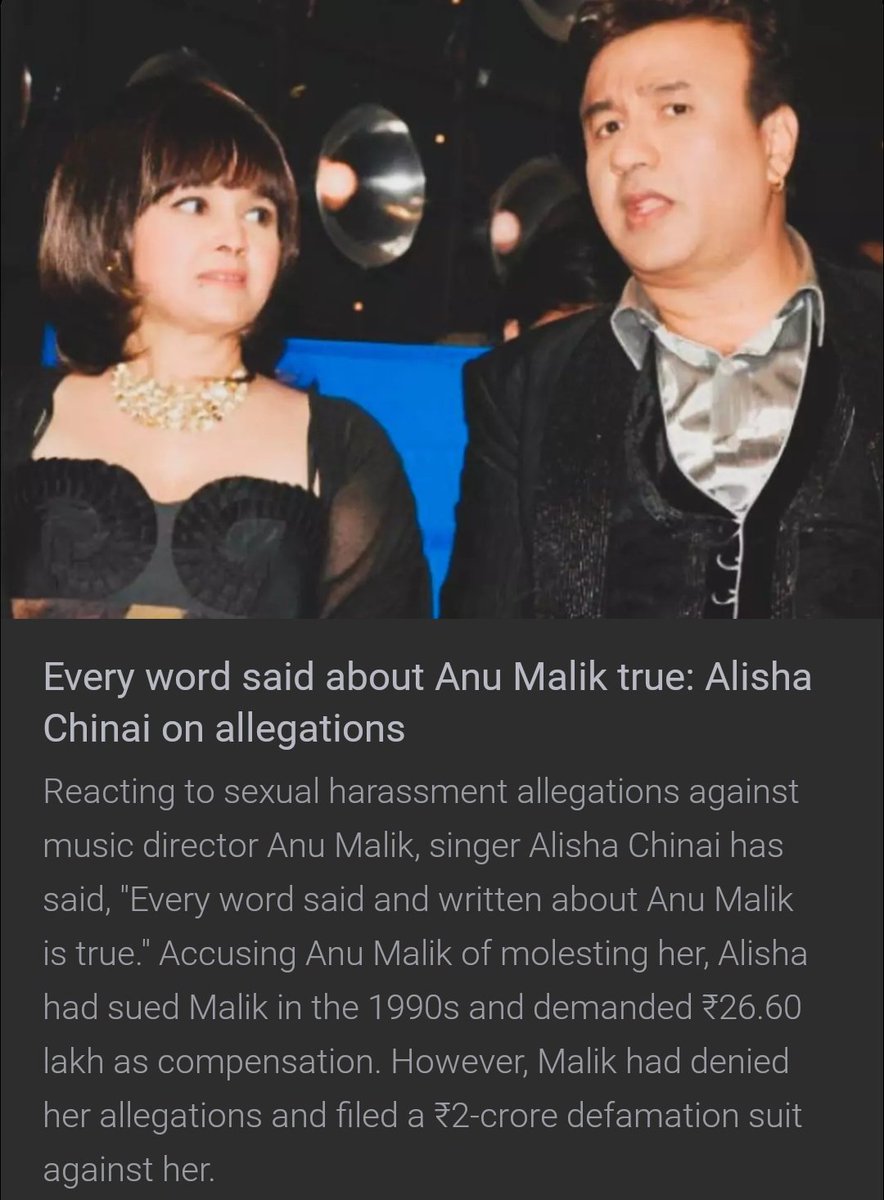 Every word said about Anu Malik true: Alisha
Chinai on allegations
Reacting to sexual harassment allegations against
music director Anu Malik, singer Alisha Chinai has
said, "Every word said and written about Anu Malik
is true." Accusing Anu Malik of molesting her, Alisha
had sued Malik in the 1990s and demanded ₹26.60
lakh as compensation. However, Malik had denied
her allegations and filed a ₹2-crore defamation suit
against her.